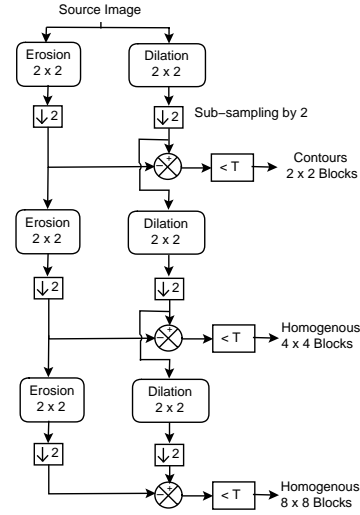 Source Image
Erosion
2 x 2
Dilation
2 x 2
↓2
↓2
Sub-sampling by 2
− +
< T
Contours
2 x 2 Blocks
Erosion
2 x 2
Dilation
2 x 2
↓2
↓2
− +
< T
Homogenous
4 x 4 Blocks
Erosion
2 x 2
Dilation
2 x 2
↓2
↓2
− +
< T
Homogenous
8 x 8 Blocks